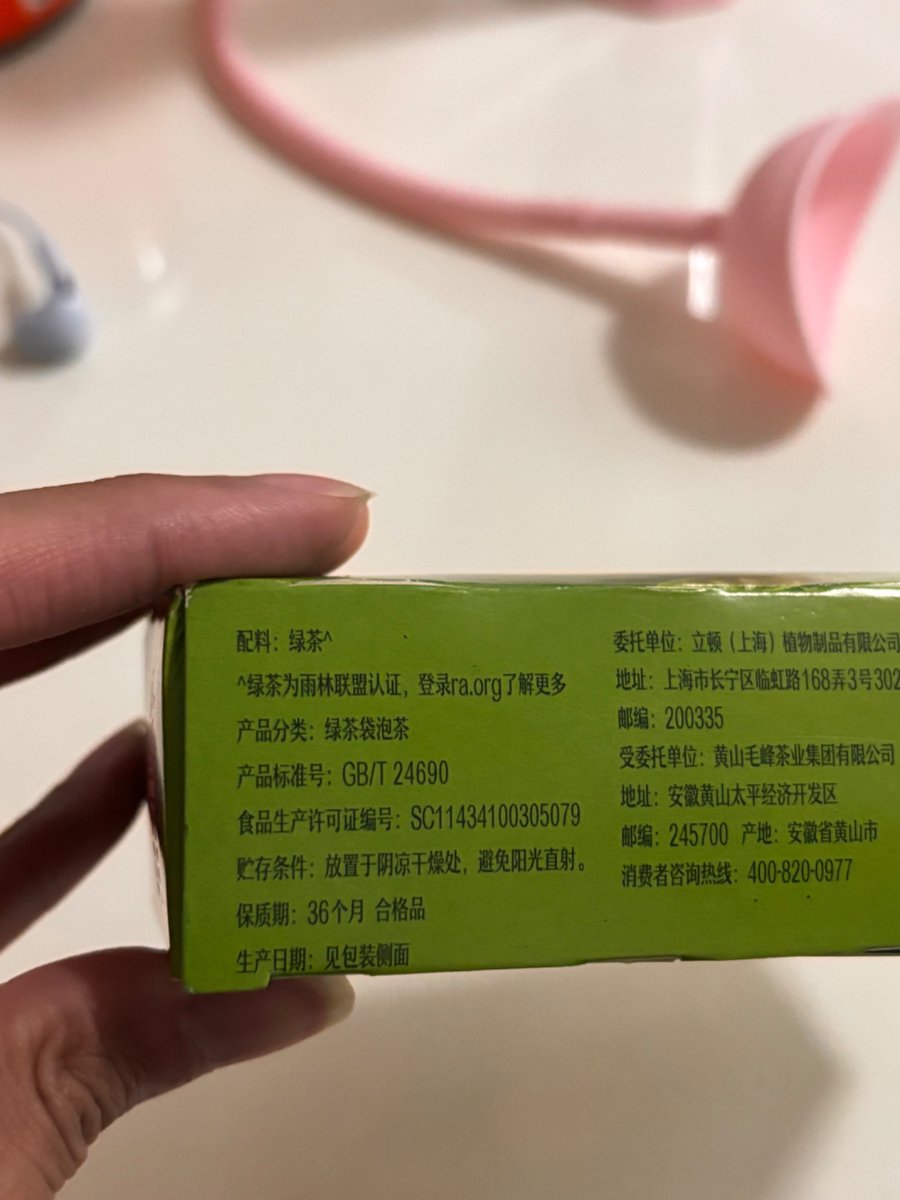 配料：绿茶^
^绿茶为雨林联盟认证，登录ra.org了解更多
产品分类：绿茶袋泡茶
产品标准号：GB/T 24690
食品生产许可证编号：SC11434100305079
贮存条件：放置于阴凉干燥处，避免阳光直射。
保质期：36个月 合格品
生产日期：见包装侧面
委托单位：立顿（上海）植物制品有限公司
地址：上海市长宁区临虹路168弄3号302
邮编：200335
受委托单位：黄山毛峰茶业集团有限公司
地址：安徽黄山太平经济开发区
邮编：245700 产地：安徽省黄山市
消费者咨询热线：400-820-0977